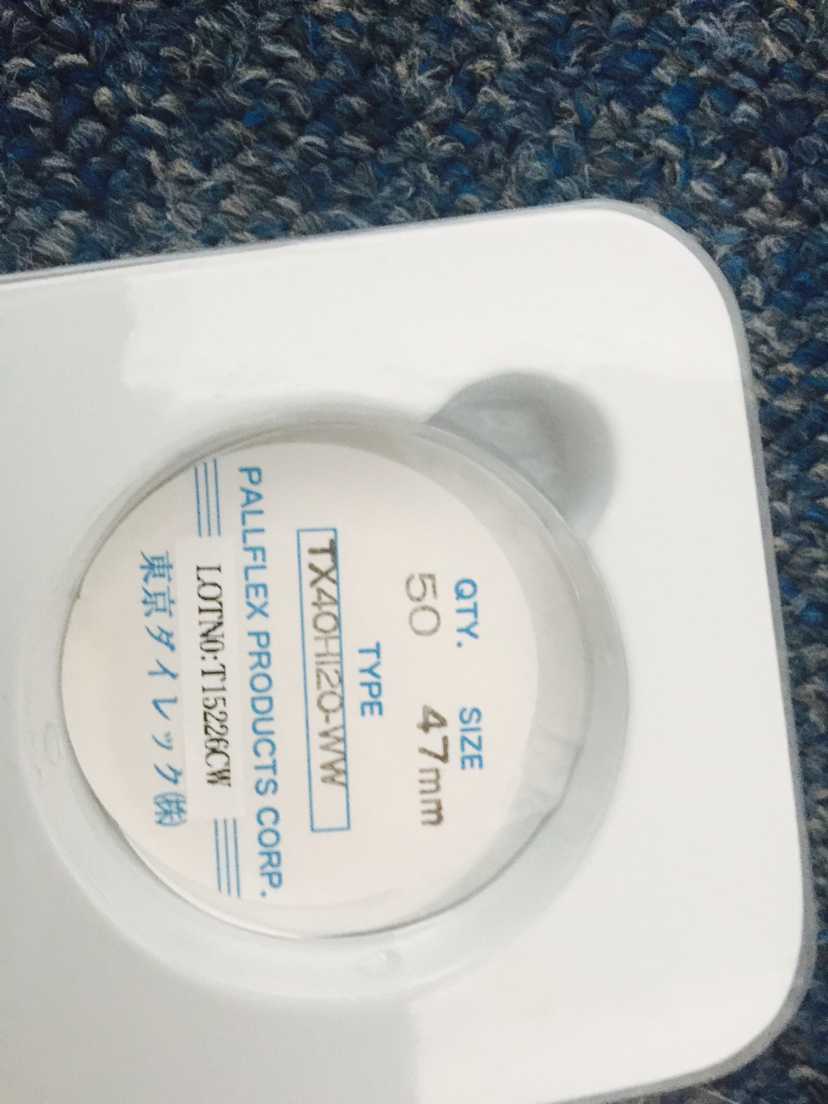 QTY. SIZE
50 47mm
TYPE
TX40HI20-WW
PALLFLEX PRODUCTS CORP.
LOTNO:T15226CW
東京ダイレック㈱